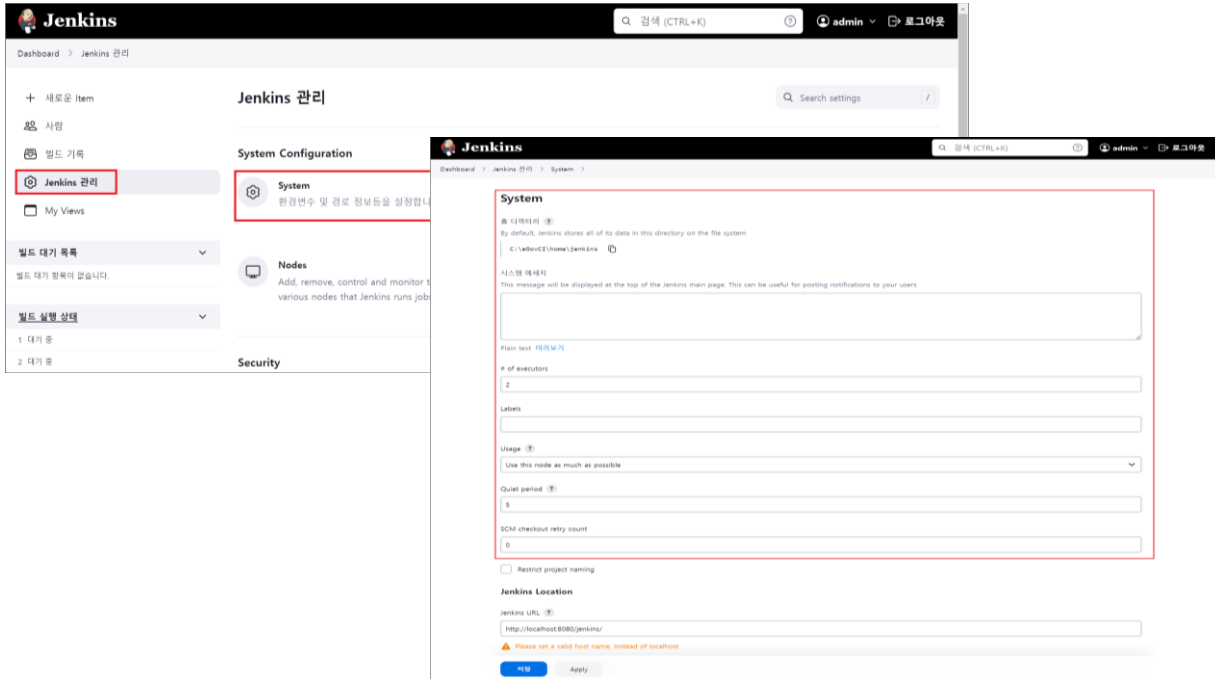 Jenkins
검색 (CTRL+K)
admin
로그아웃
Dashboard > Jenkins 관리
새로운 Item
사람
빌드 기록
Jenkins 관리
My Views
빌드 대기 목록
빌드 대기 항목이 없습니다.
빌드 실행 상태
1 대기 중
2 대기 중
Jenkins 관리
Search settings /
System Configuration
System
환경변수 및 경로 정보등을 설정합니
Nodes
Add, remove, control and monitor t
various nodes that Jenkins runs job
Security
Jenkins
검색 (CTRL+K)
admin
로그아웃
Dashboard > Jenkins 관리 > System >
System
홈 디렉터리 ?
By default, Jenkins stores all of its data in this directory on the file system
C:\eGovCI\home\jenkins
시스템 메세지
This message will be displayed at the top of the Jenkins main page. This can be useful for posting notifications to your users
Plain text 미리보기
# of executors
2
Labels
Usage ?
Use this node as much as possible
Quiet period ?
5
SCM checkout retry count
0
Restrict project naming
Jenkins Location
Jenkins URL ?
http://localhost:8080/jenkins/
Please set a valid host name, instead of localhost
저장
Apply